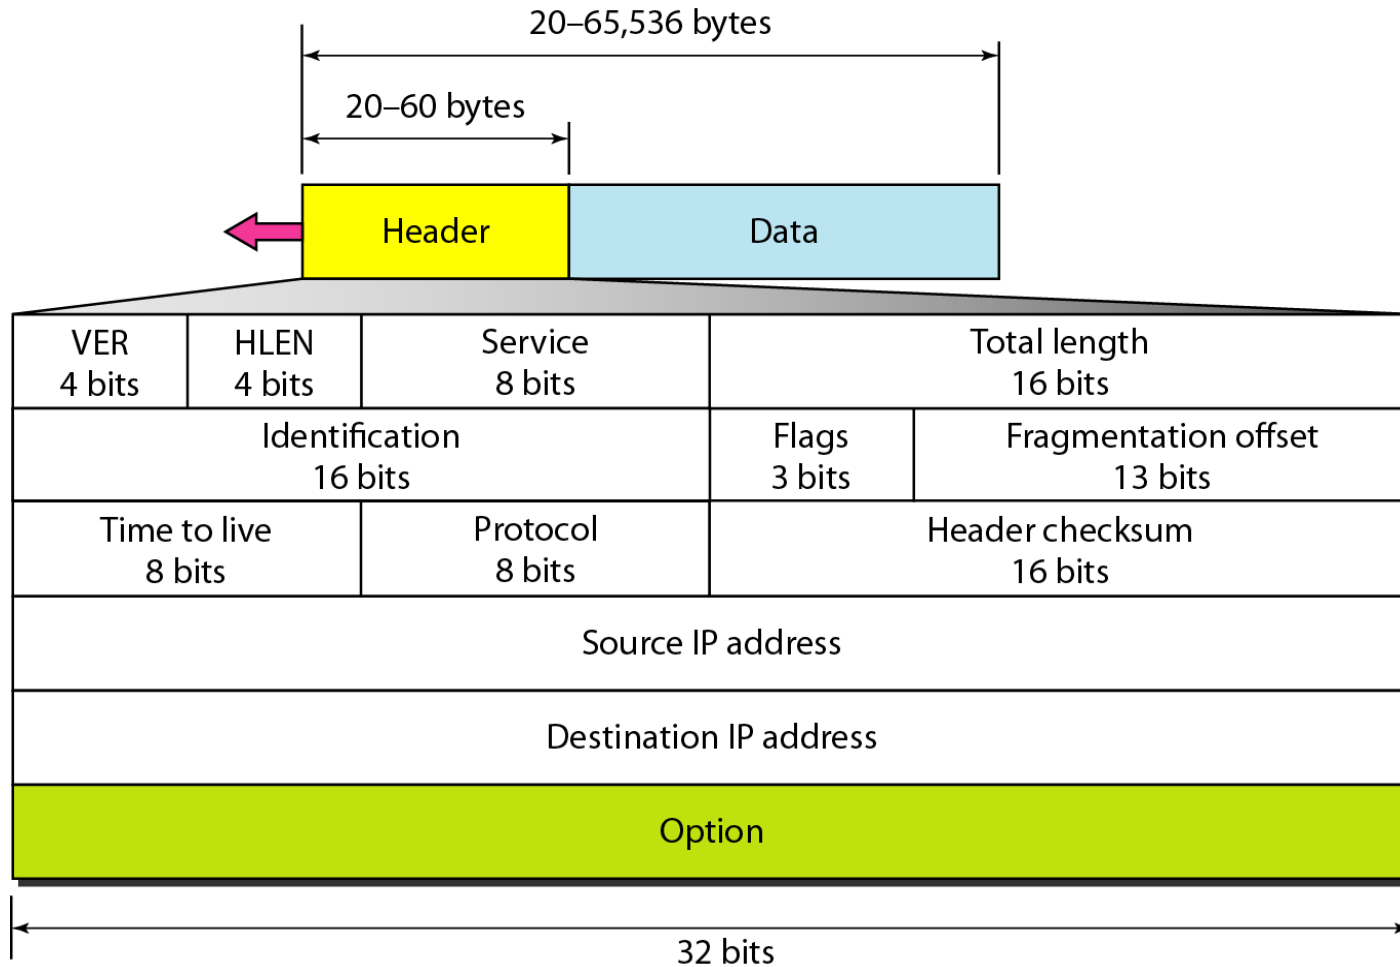 20–65,536 bytes
20–60 bytes
Header
Data
VER
4 bits
HLEN
4 bits
Service
8 bits
Total length
16 bits
Identification
16 bits
Flags
3 bits
Fragmentation offset
13 bits
Time to live
8 bits
Protocol
8 bits
Header checksum
16 bits
Source IP address
Destination IP address
Option
32 bits